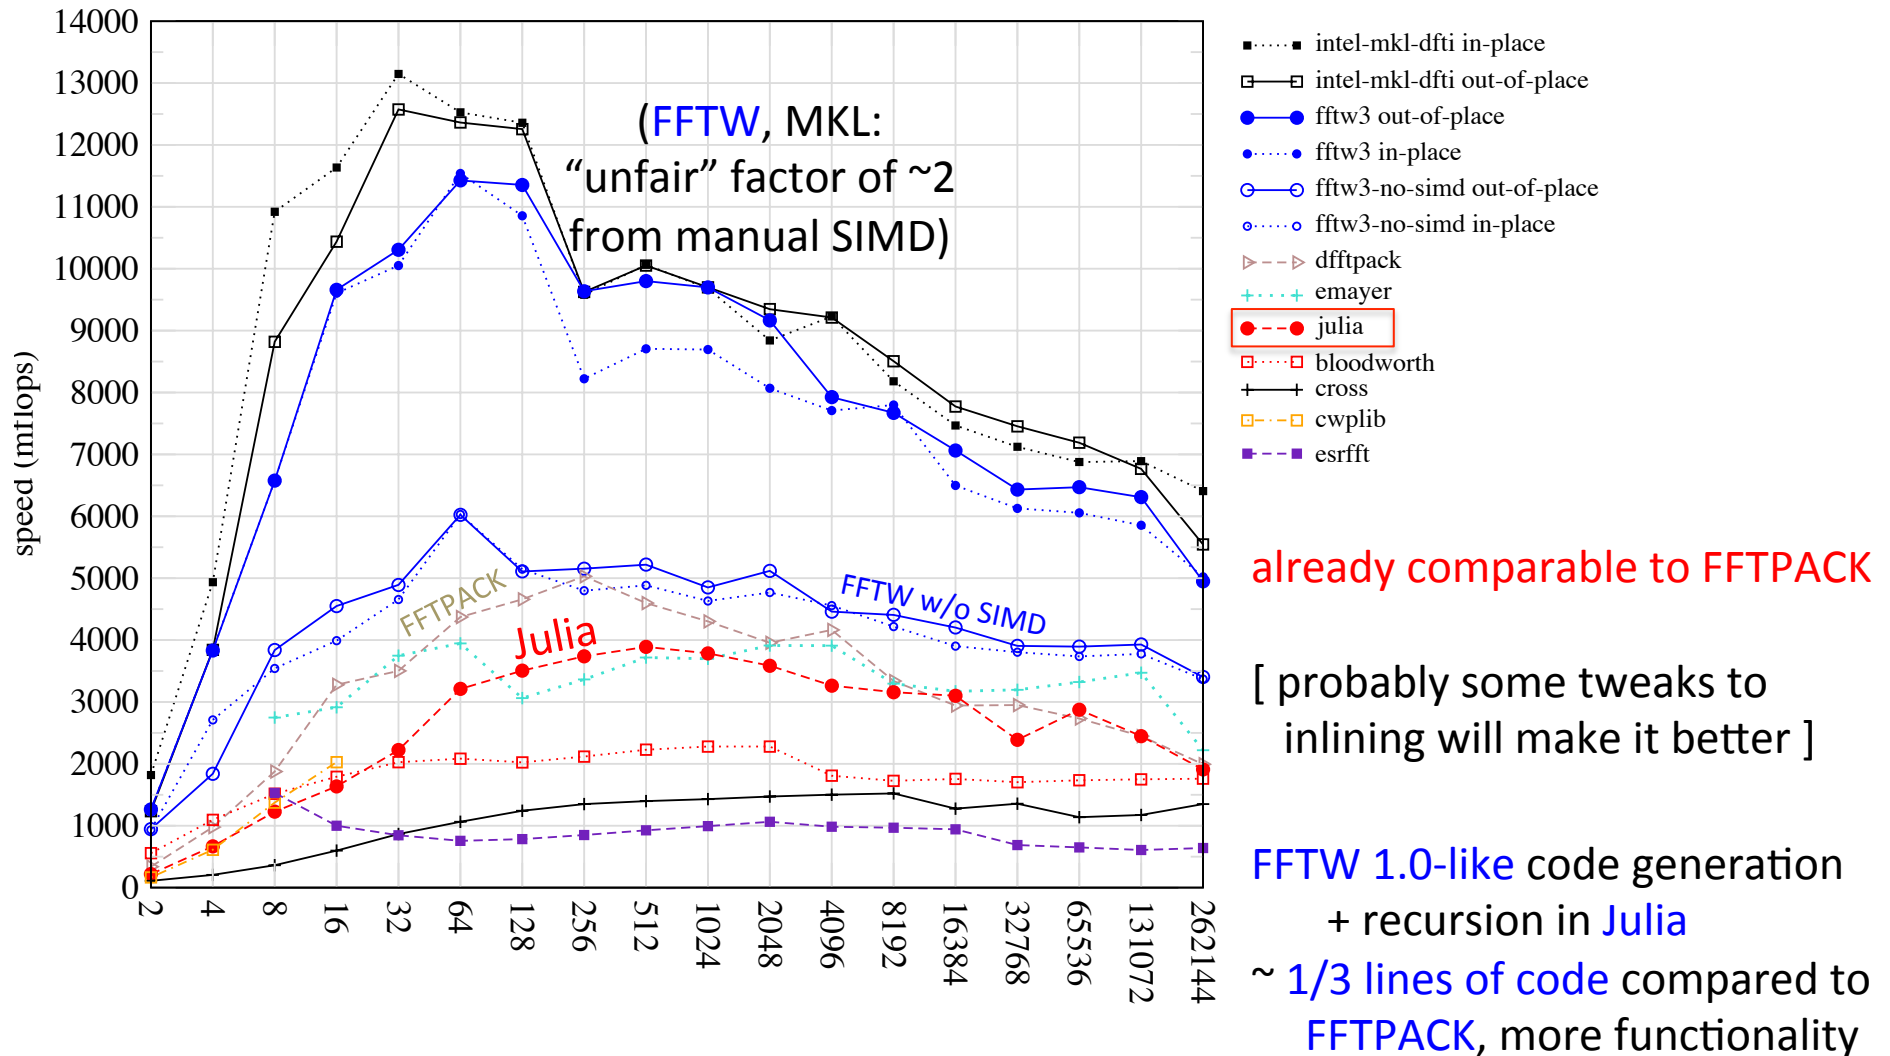 14000
13000
12000
11000
10000
9000
8000
7000
6000
5000
4000
3000
2000
1000
0
speed (mflops)
2
4
8
16
32
64
128
256
512
1024
2048
4096
8192
16384
32768
65536
131072
262144
(FFTW, MKL:
“unfair” factor of ~2
from manual SIMD)
FFTPACK
Julia
FFTW w/o SIMD
intel-mkl-dfti in-place
intel-mkl-dfti out-of-place
fftw3 out-of-place
fftw3 in-place
fftw3-no-simd out-of-place
fftw3-no-simd in-place
dfftpack
emayer
julia
bloodworth
cross
cwplib
esrfft
already comparable to FFTPACK
[ probably some tweaks to
inlining will make it better ]
FFTW 1.0-like code generation
+ recursion in Julia
~ 1/3 lines of code compared to
FFTPACK, more functionality